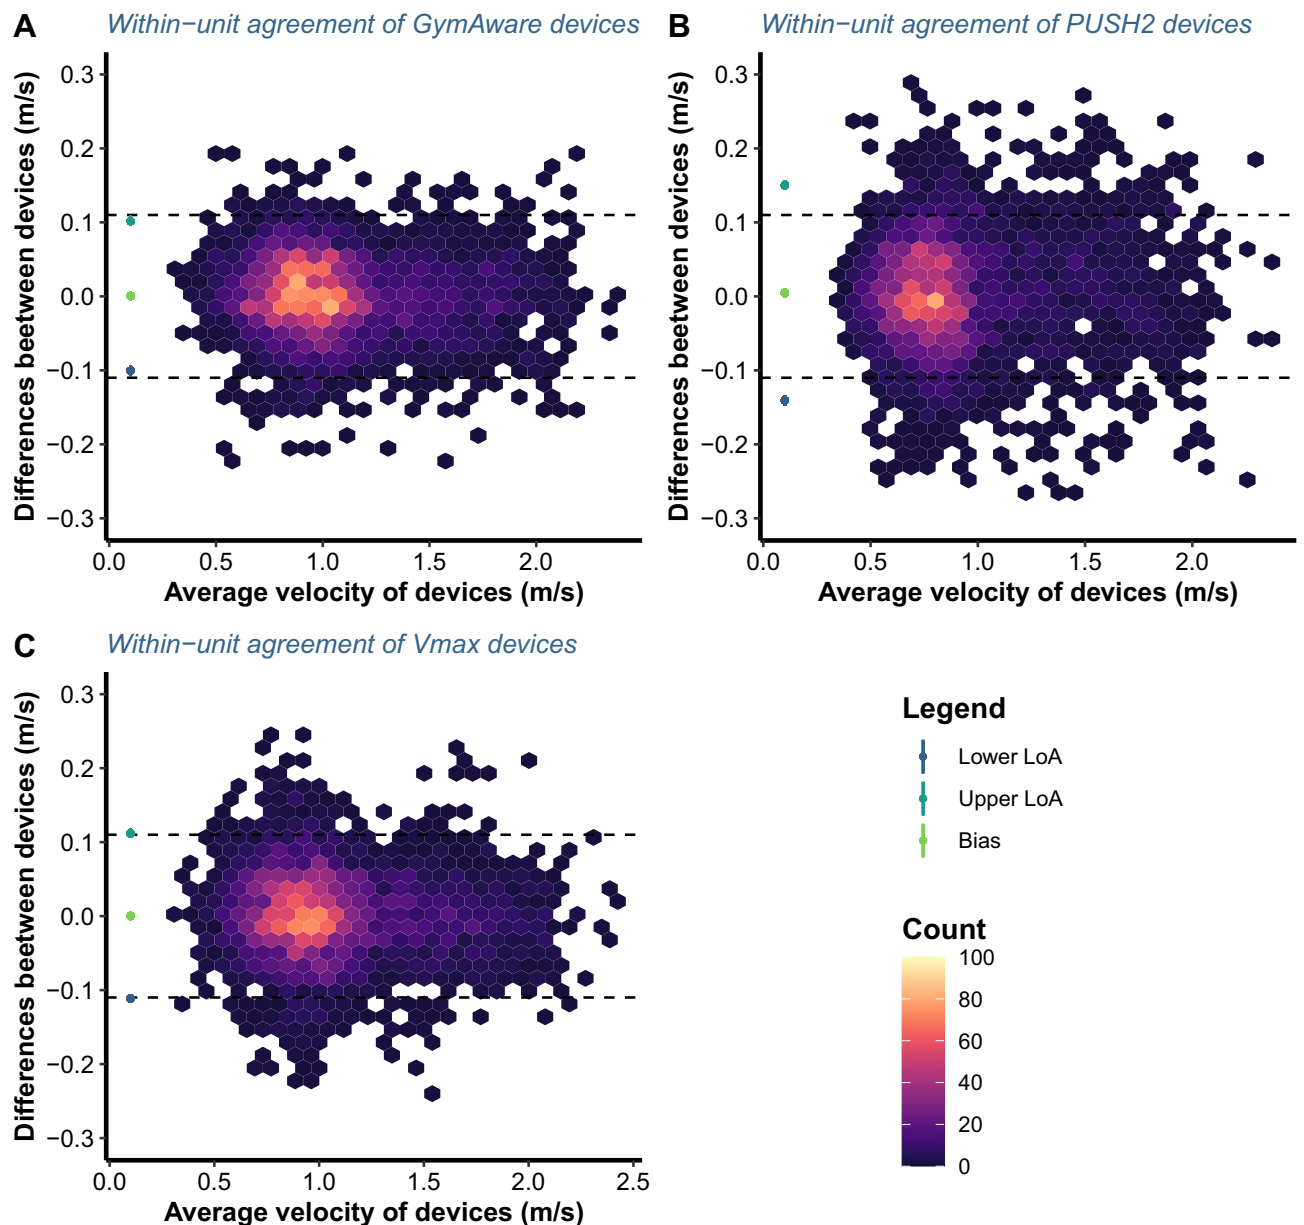 A Within−unit agreement of GymAware devices
Differences beetween devices (m/s)
0.3
0.2
0.1
0.0
−0.1
−0.2
−0.3
0.0 0.5 1.0 1.5 2.0
Average velocity of devices (m/s)
B Within−unit agreement of PUSH2 devices
Differences beetween devices (m/s)
0.3
0.2
0.1
0.0
−0.1
−0.2
−0.3
0.0 0.5 1.0 1.5 2.0
Average velocity of devices (m/s)
C Within−unit agreement of Vmax devices
Differences beetween devices (m/s)
0.3
0.2
0.1
0.0
−0.1
−0.2
−0.3
0.0 0.5 1.0 1.5 2.0 2.5
Average velocity of devices (m/s)
Legend
Lower LoA
Upper LoA
Bias
Count
100
80
60
40
20
0